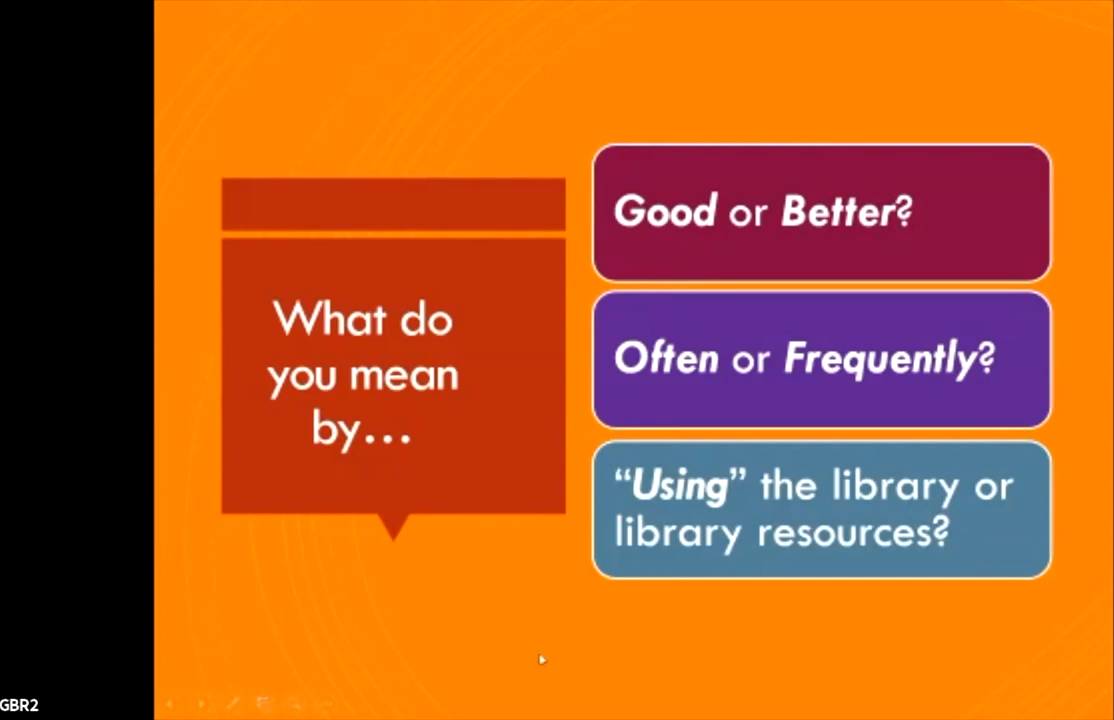 What do
you mean
by…
Good or Better?
Often or Frequently?
“Using” the library or
library resources?
GBR2